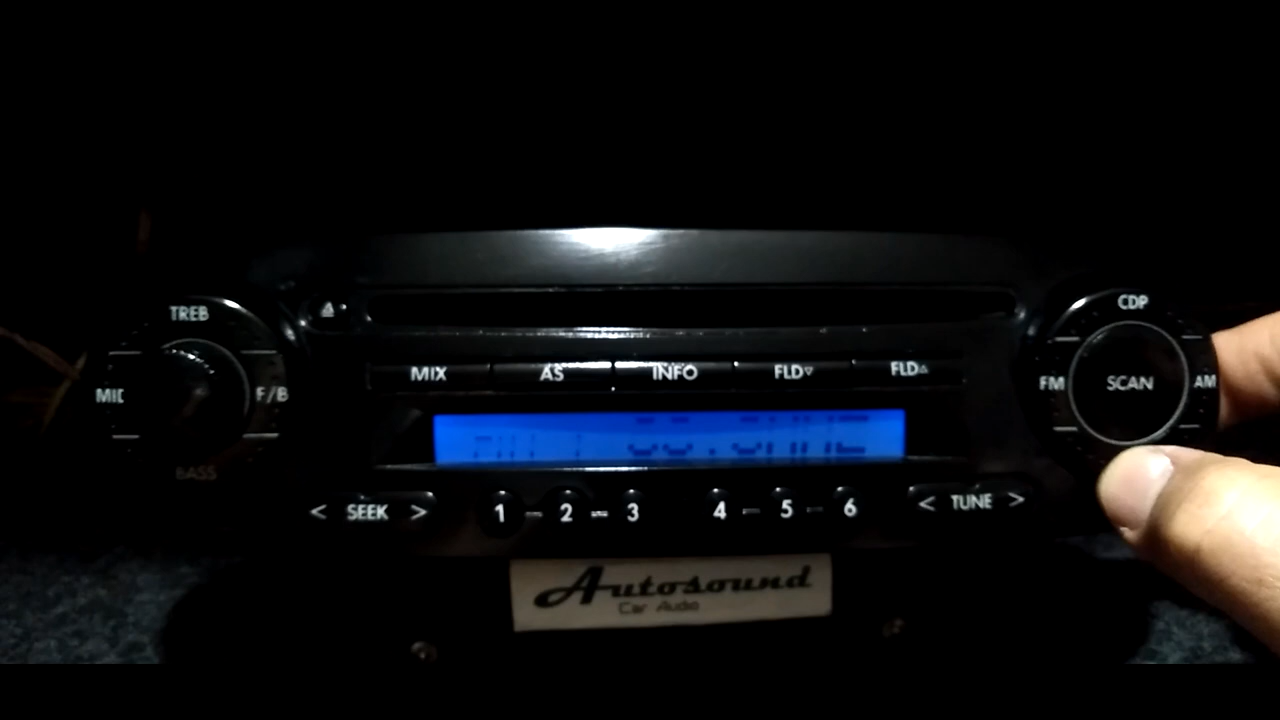 TREB
CDP
MIX AS INFO FLD▽ FLD△
MID F/B
FM SCAN AM
BASS
< SEEK > 1 - 2 - 3 4 - 5 - 6 < TUNE >
Autosound
Car Audio